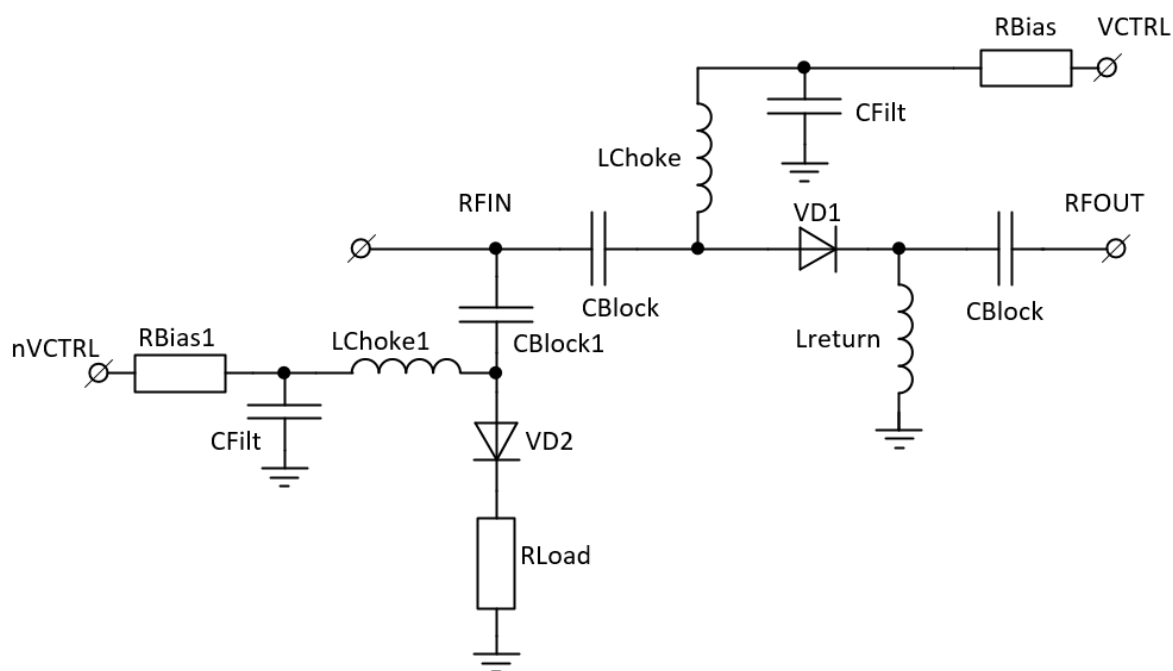 RBias
VCTRL
CFilt
LChoke
RFIN
VD1
RFOUT
CBlock
CBlock
Lreturn
nVCTRL
RBias1
LChoke1
CBlock1
CFilt
VD2
RLoad